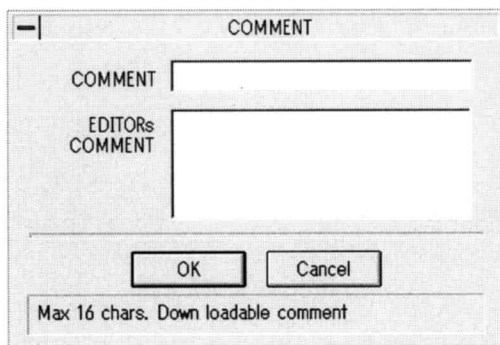 COMMENT
COMMENT
EDITORs
COMMENT
OK
Cancel
Max 16 chars. Down loadable comment